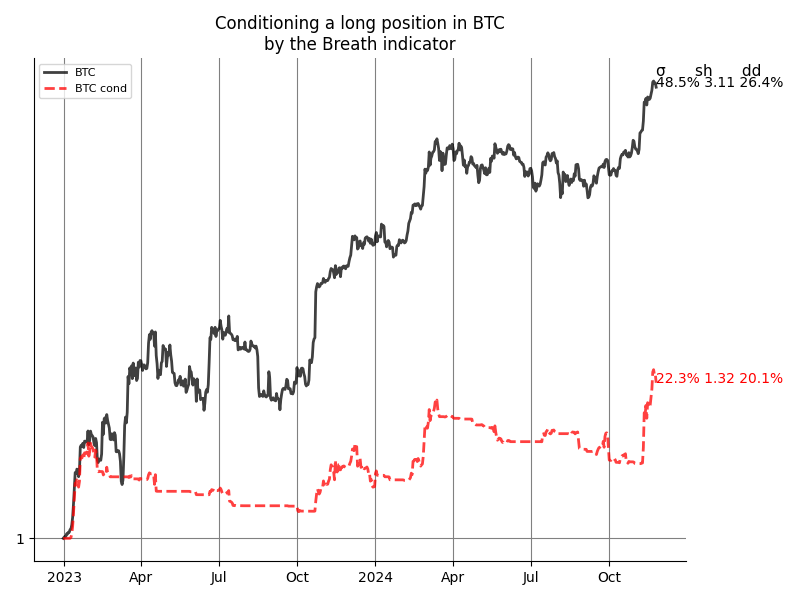 Conditioning a long position in BTC
by the Breath indicator
BTC
BTC cond
σ sh dd
48.5% 3.11 26.4%
22.3% 1.32 20.1%
1
2023 Apr Jul Oct 2024 Apr Jul Oct